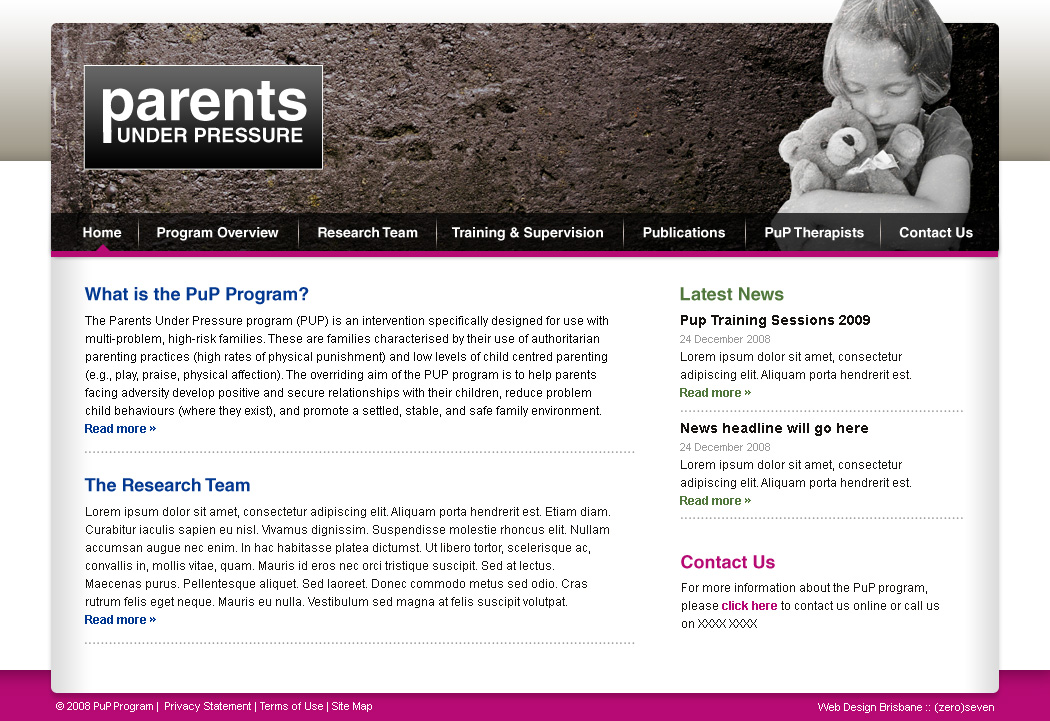 parents
UNDER PRESSURE
Home Program Overview Research Team Training & Supervision Publications PuP Therapists Contact Us
What is the PuP Program?
The Parents Under Pressure program (PUP) is an intervention specifically designed for use with
multi-problem, high-risk families. These are families characterised by their use of authoritarian
parenting practices (high rates of physical punishment) and low levels of child centred parenting
(e.g., play, praise, physical affection). The overriding aim of the PUP program is to help parents
facing adversity develop positive and secure relationships with their children, reduce problem
child behaviours (where they exist), and promote a settled, stable, and safe family environment.
Read more »
The Research Team
Lorem ipsum dolor sit amet, consectetur adipiscing elit. Aliquam porta hendrerit est. Etiam diam.
Curabitur iaculis sapien eu nisl. Vivamus dignissim. Suspendisse molestie rhoncus elit. Nullam
accumsan augue nec enim. In hac habitasse platea dictumst. Ut libero tortor, scelerisque ac,
convallis in, mollis vitae, quam. Mauris id eros nec orci tristique suscipit. Sed at lectus.
Maecenas purus. Pellentesque aliquet. Sed laoreet. Donec commodo metus sed odio. Cras
rutrum felis eget neque. Mauris eu nulla. Vestibulum sed magna at felis suscipit volutpat.
Read more »
Latest News
Pup Training Sessions 2009
24 December 2008
Lorem ipsum dolor sit amet, consectetur
adipiscing elit. Aliquam porta hendrerit est.
Read more »
News headline will go here
24 December 2008
Lorem ipsum dolor sit amet, consectetur
adipiscing elit. Aliquam porta hendrerit est.
Read more »
Contact Us
For more information about the PuP program,
please click here to contact us online or call us
on XXXX XXXX
© 2008 PuP Program | Privacy Statement | Terms of Use | Site Map
Web Design Brisbane :: (zero)seven